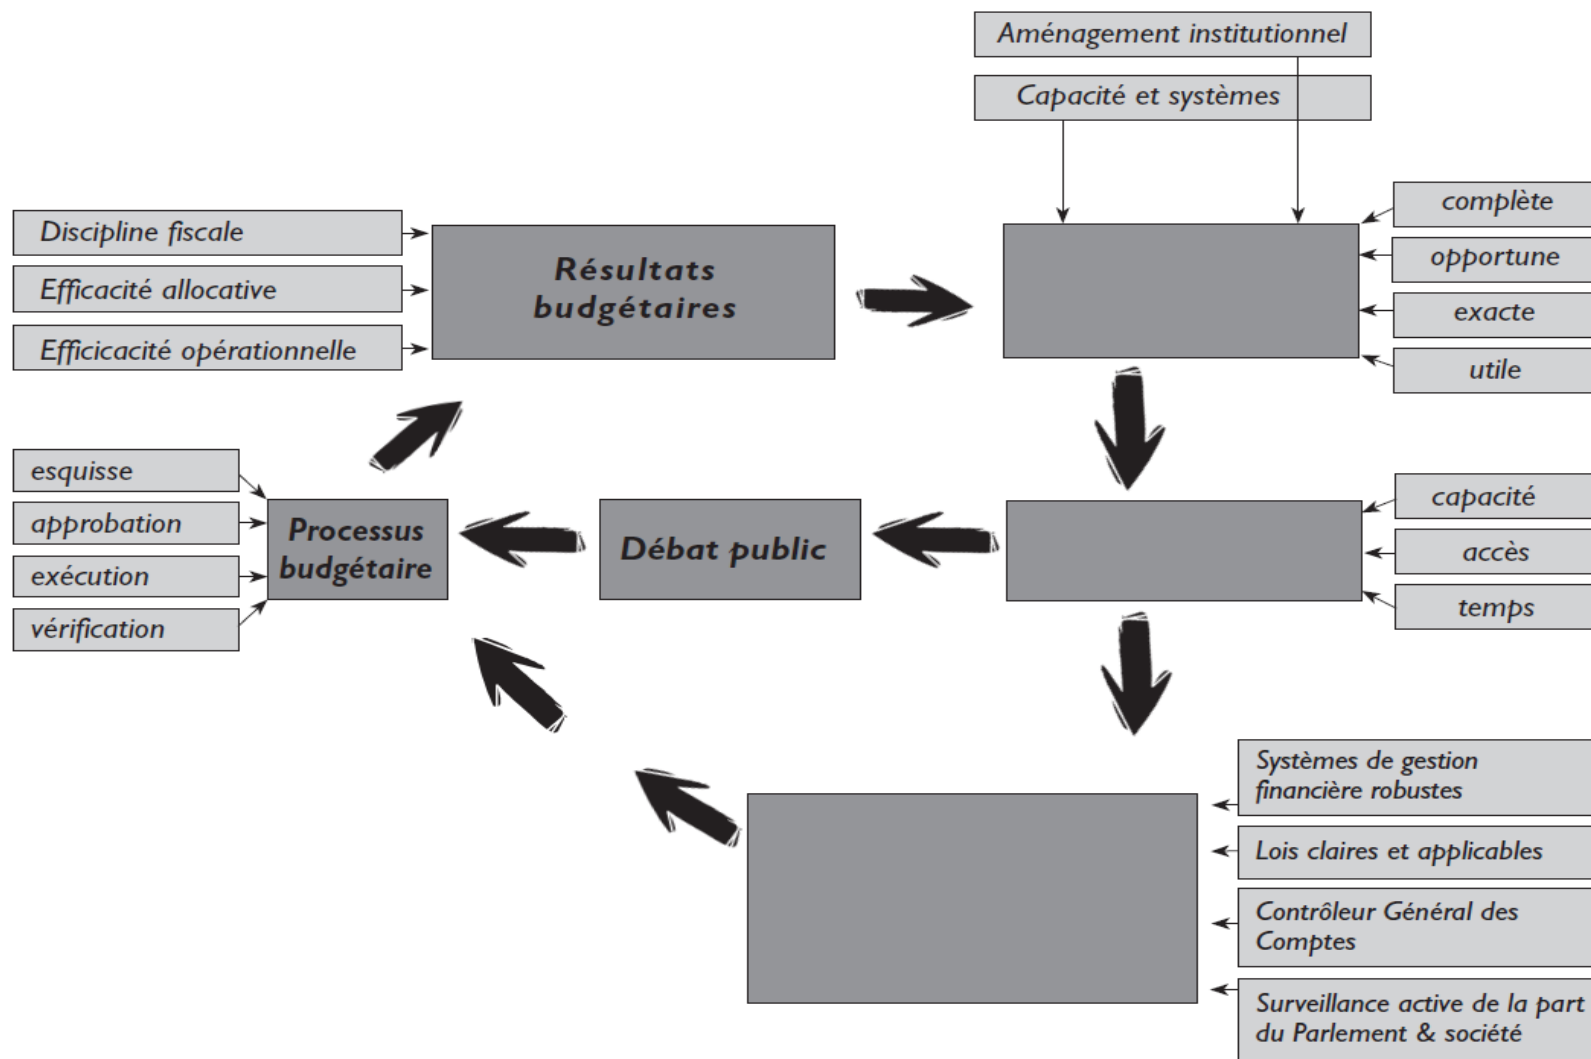 Aménagement institutionnel
Capacité et systèmes
complète
opportune
exacte
utile
Discipline fiscale
Efficacité allocative
Efficicacité opérationnelle
Résultats
budgétaires
esquisse
approbation
exécution
vérification
Processus
budgétaire
Débat public
capacité
accès
temps
Systèmes de gestion
financière robustes
Lois claires et applicables
Contrôleur Général des
Comptes
Surveillance active de la part
du Parlement & société